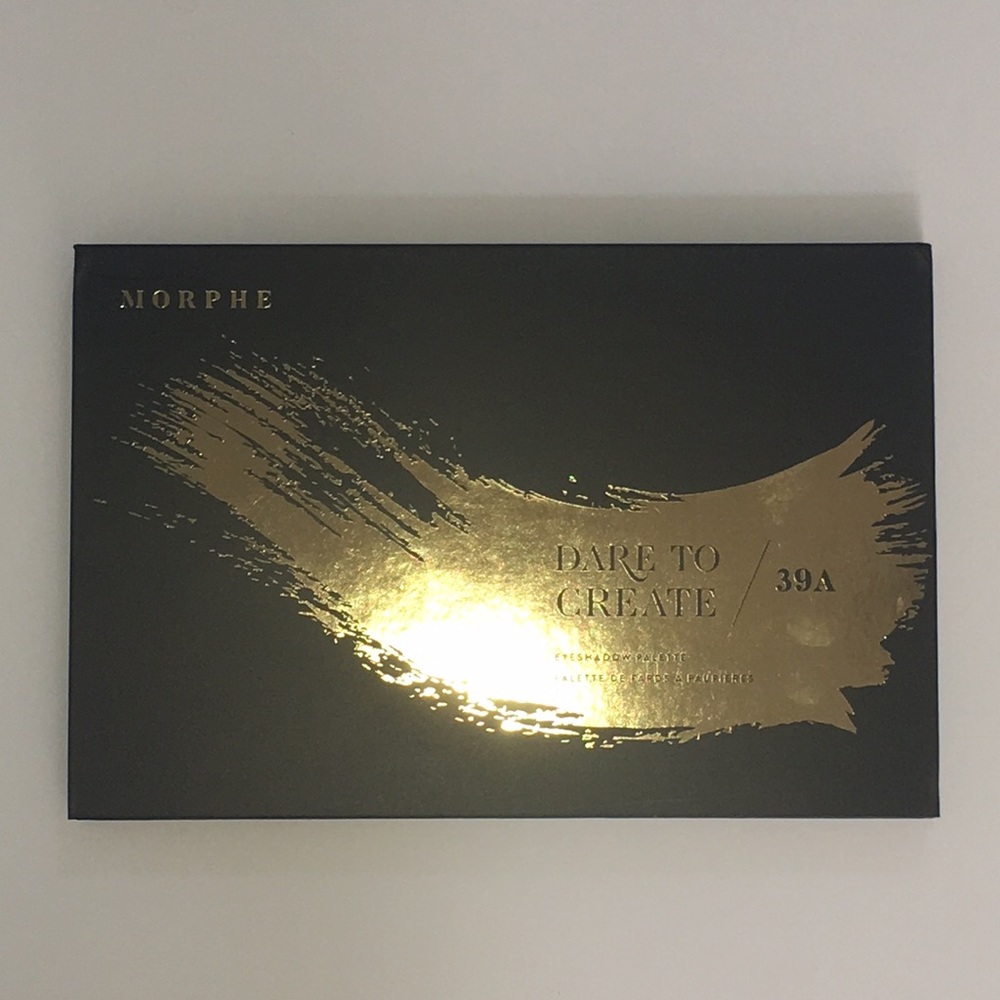 MORPHE
DARE TO
CREATE / 39A
EYESHADOW PALETTE
PALETTE DE FARDS À PAUPIÈRES